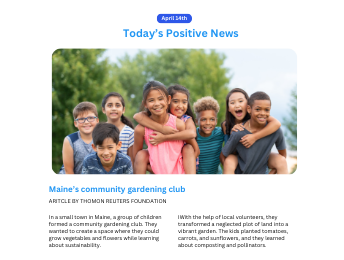 April 14th
Today's Positive News
Maine's community gardening club
ARITCLE BY THOMON REUTERS FOUNDATION
In a small town in Maine, a group of children
formed a community gardening club. They
wanted to create a space where they could
grow vegetables and flowers while learning
about sustainability.
IWith the help of local volunteers, they
transformed a neglected plot of land into a
vibrant garden. The kids planted tomatoes,
carrots, and sunflowers, and they learned
about composting and pollinators.